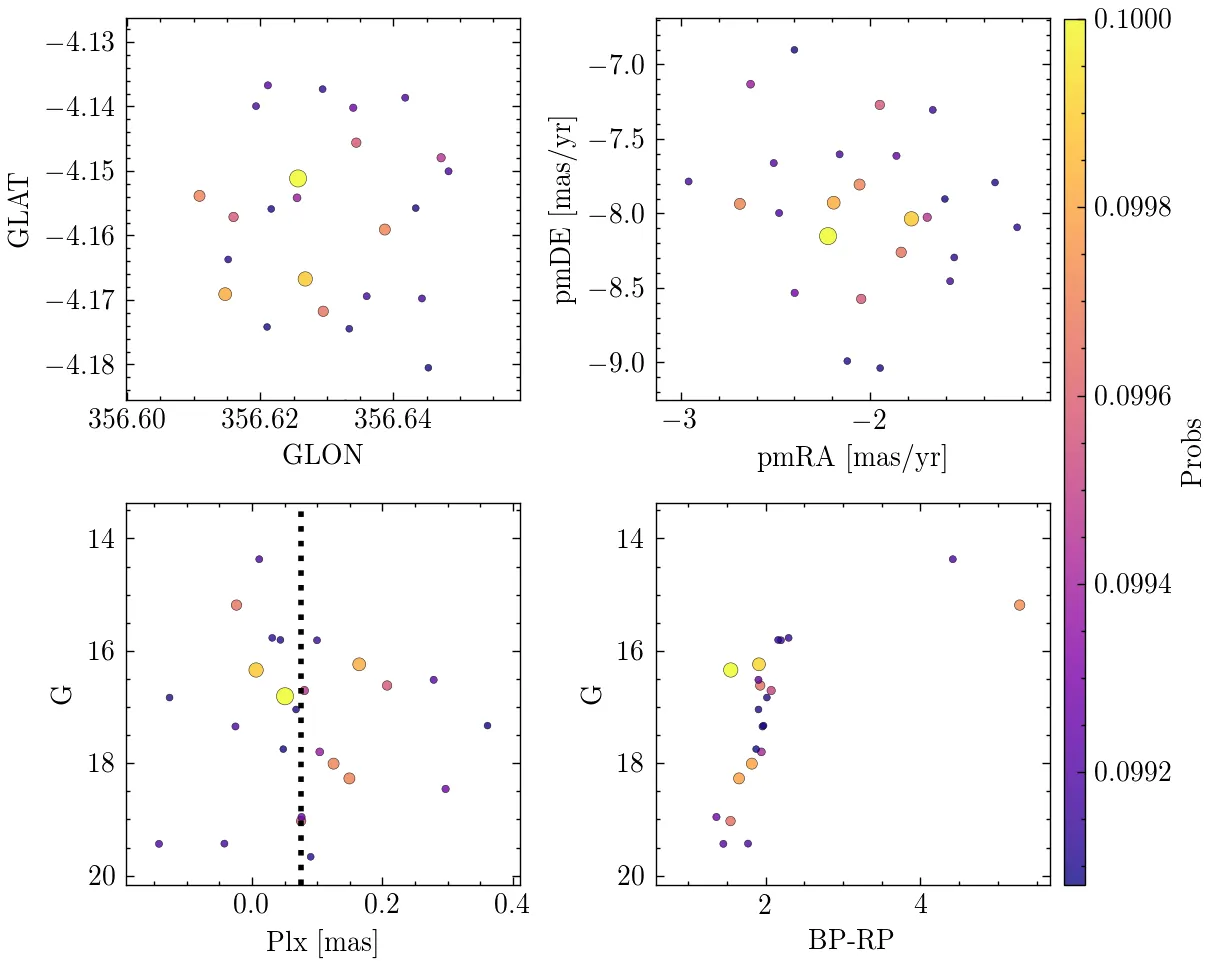 −4.13
−4.14
−4.15
−4.16
−4.17
−4.18
GLAT
356.60 356.62 356.64
GLON
−7.0
−7.5
−8.0
−8.5
−9.0
pmDE [mas/yr]
−3 −2
pmRA [mas/yr]
14
16
18
20
G
0.0 0.2 0.4
Plx [mas]
14
16
18
20
G
2 4
BP-RP
0.1000
0.0998
0.0996
0.0994
0.0992
Probs